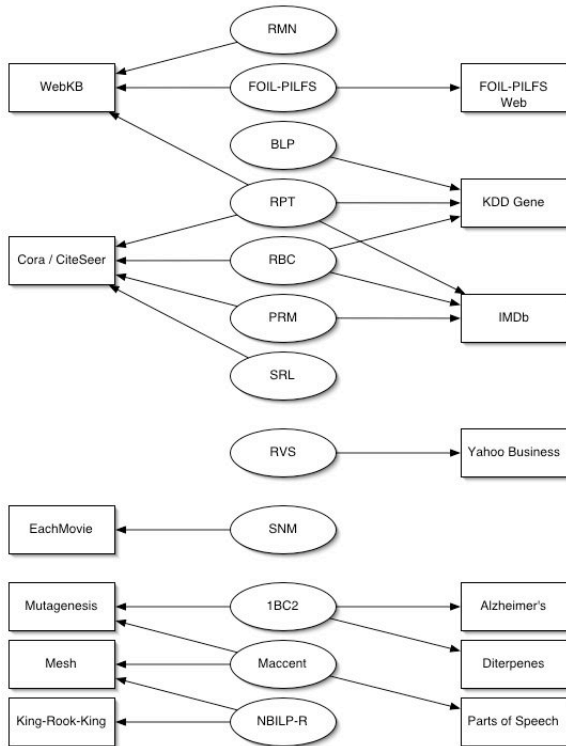 RMN
WebKB
FOIL-PILFS
FOIL-PILFS
Web
BLP
RPT
KDD Gene
Cora / CiteSeer
RBC
PRM
IMDb
SRL
RVS
Yahoo Business
EachMovie
SNM
Mutagenesis
1BC2
Alzheimer's
Mesh
Maccent
Diterpenes
King-Rook-King
NBILP-R
Parts of Speech